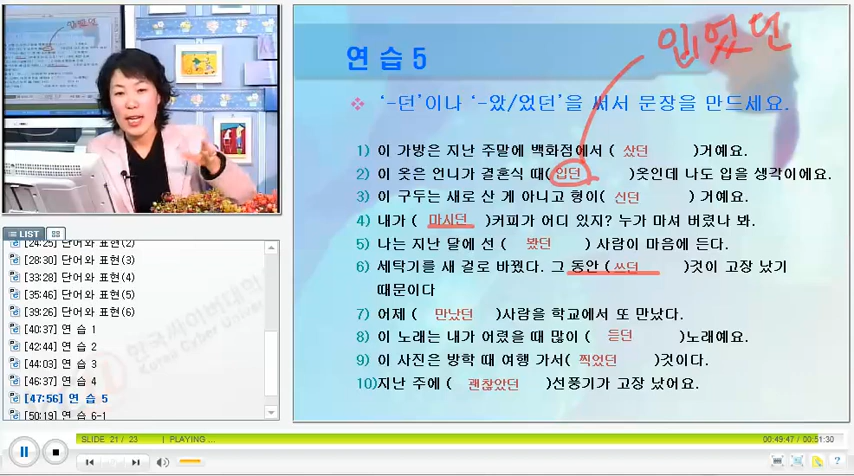 입었던
연 습 5
❖ ‘-던’이나 ‘-았/었던’을 써서 문장을 만드세요.
1) 이 가방은 지난 주말에 백화점에서 ( 샀던 )거예요.
2) 이 옷은 언니가 결혼식 때( 입던 )옷인데 나도 입을 생각이에요.
3) 이 구두는 새로 산 게 아니고 형이( 신던 ) 거예요.
4) 내가 ( 마시던 )커피가 어디 있지? 누가 마셔 버렸나 봐.
5) 나는 지난 달에 선 ( 봤던 ) 사람이 마음에 든다.
6) 세탁기를 새 걸로 바꿨다. 그 동안 (쓰던 )것이 고장 났기
때문이다
7) 어제 ( 만났던 )사람을 학교에서 또 만났다.
8) 이 노래는 내가 어렸을 때 많이 ( 듣던 )노래예요.
9) 이 사진은 방학 때 여행 가서( 찍었던 )것이다.
10)지난 주에 ( 괜찮았던 )선풍기가 고장 났어요.
LIST
[24:25] 단어와 표현(2)
[28:30] 단어와 표현(3)
[33:28] 단어와 표현(4)
[35:46] 단어와 표현(5)
[39:26] 단어와 표현(6)
[40:37] 연 습 1
[42:44] 연 습 2
[44:03] 연 습 3
[46:37] 연 습 4
[47:56] 연 습 5
[50:19] 연 습 6-1
한국싸이버대학
Korea Cyber Univer
SLIDE 21 / 23 | PLAYING ...
00:49:47 / 00:51:30